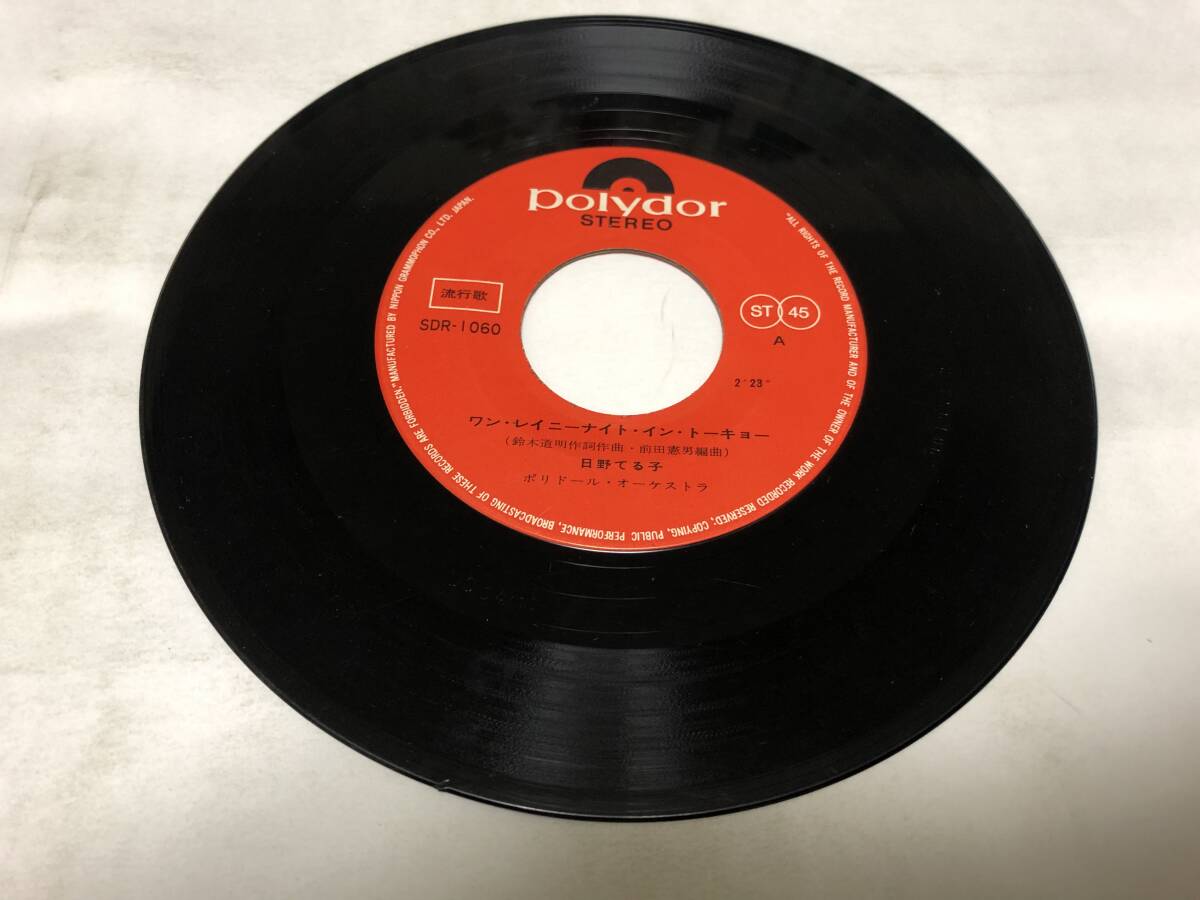 polydor
STEREO
流行歌
SDR-1060
ST 45
A
2′23″
ワン・レイニーナイト・イン・トーキョー
(鈴木道明作詞作曲・前田憲男編曲)
日野てる子
ポリドール・オーケストラ
"ALL RIGHTS OF THE RECORD MANUFACTURER AND OF THE OWNER OF THE WORK RECORDED RESERVED; COPYING, PUBLIC PERFORMANCE, BROADCASTING OF THESE RECORDS ARE FORBIDDEN." MANUFACTURED BY NIPPON GRAMMOPHON CO., LTD. JAPAN.